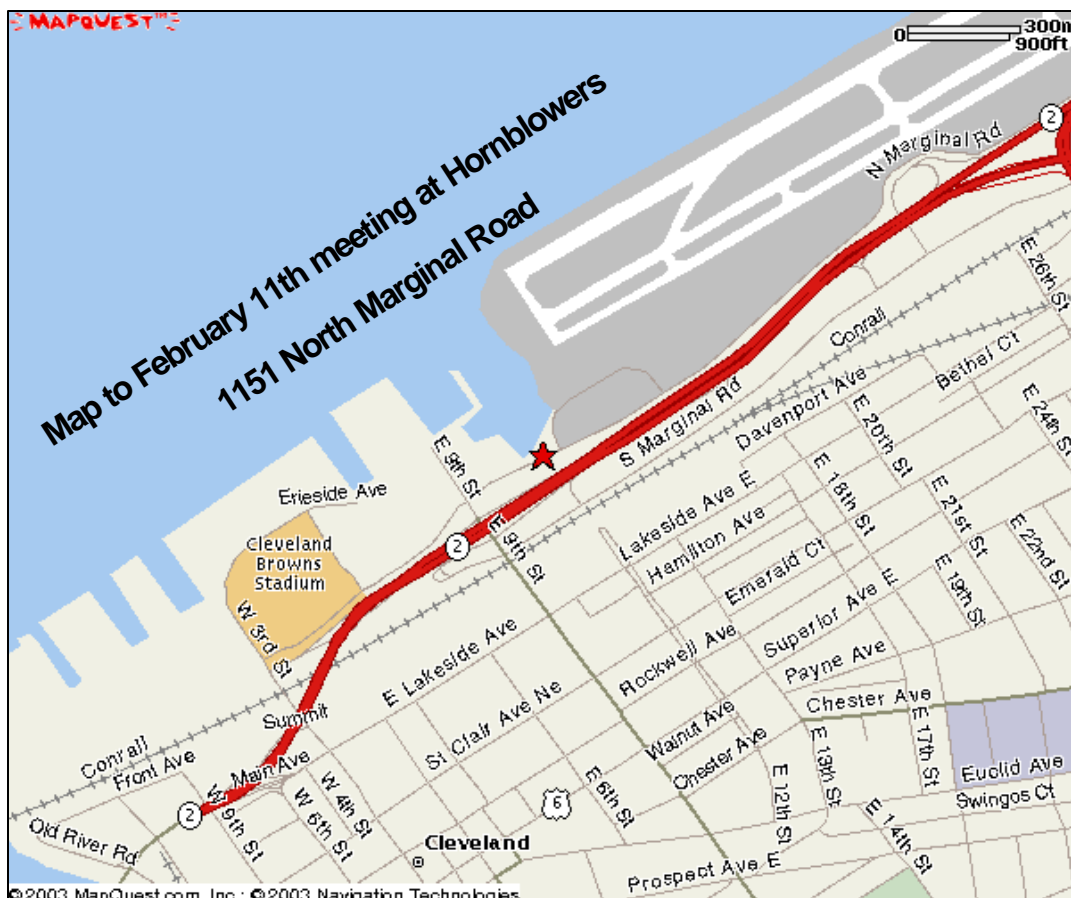 MAPQUEST™
0 300m
900ft
Map to February 11th meeting at Hornblowers
1151 North Marginal Road
2
N Marginal Rd
E 26th St
Conrail
Bethel Ct
Davenport Ave
S Marginal Rd
E 20th St
E 24th St
E 9th St
Erieside Ave
E 18th St
Lakeside Ave E
E 21st St
Hamilton Ave
E 22nd St
2
E 9th St
Cleveland
Browns
Stadium
Emerald Ct
E 19th St
W 3rd St
Superior Ave E
E Lakeside Ave
Rockwell Ave
Payne Ave
Chester Ave
Summit
St Clair Ave Ne
Walnut Ave
E 17th St
Conrail
Front Ave
Main Ave
Chester Ave
E 13th St
Euclid Ave
Swingos Ct
2
W 9th St
W 6th St
W 4th St
E 6th St
6
E 12th St
E 14th St
Old River Rd
Cleveland
Prospect Ave E
©2003 MapQuest.com, Inc.; ©2003 Navigation Technologies